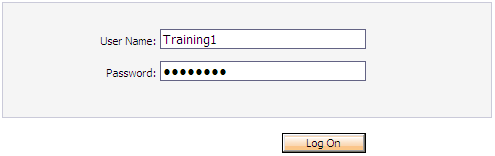 User Name: Training1
Password: ●●●●●●●●
Log On